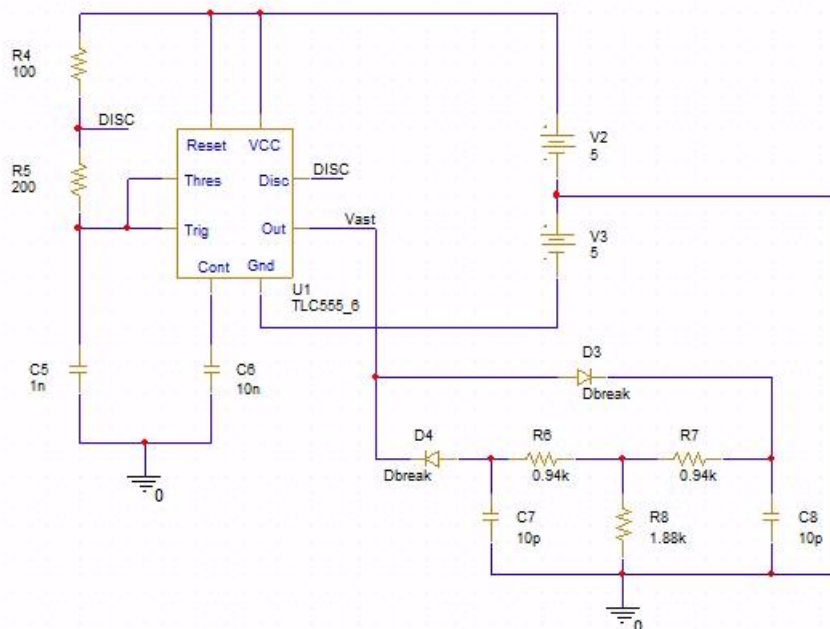 R4
100
DISC
R5
200
Reset VCC
Thres Disc
DISC
Trig Out
Vast
Cont Gnd
U1
TLC555_6
V2
5
V3
5
C5
1n
C6
10n
0
D3
Dbreak
D4
Dbreak
R6
0.94k
R7
0.94k
C7
10p
R8
1.88k
C8
10p
0